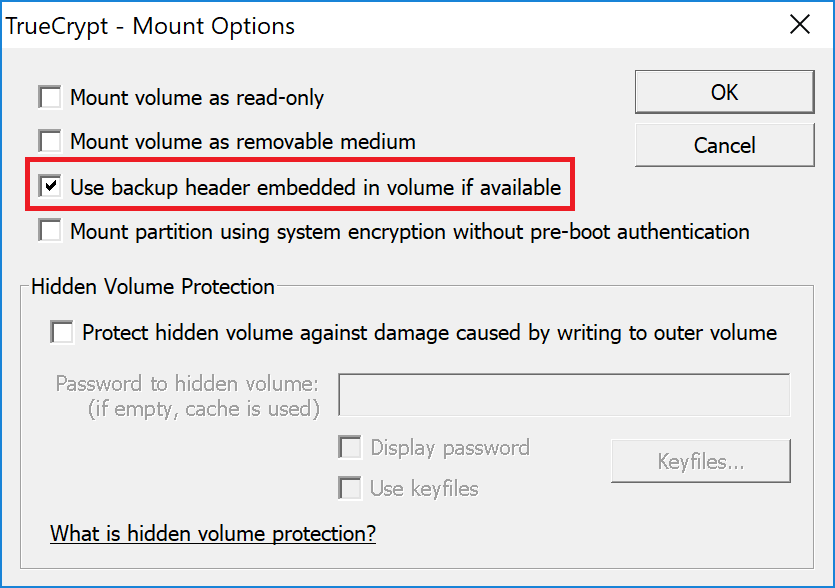 TrueCrypt - Mount Options
Mount volume as read-only
OK
Mount volume as removable medium
Cancel
Use backup header embedded in volume if available
Mount partition using system encryption without pre-boot authentication
Hidden Volume Protection
Protect hidden volume against damage caused by writing to outer volume
Password to hidden volume:
(if empty, cache is used)
Display password
Keyfiles...
Use keyfiles
What is hidden volume protection?